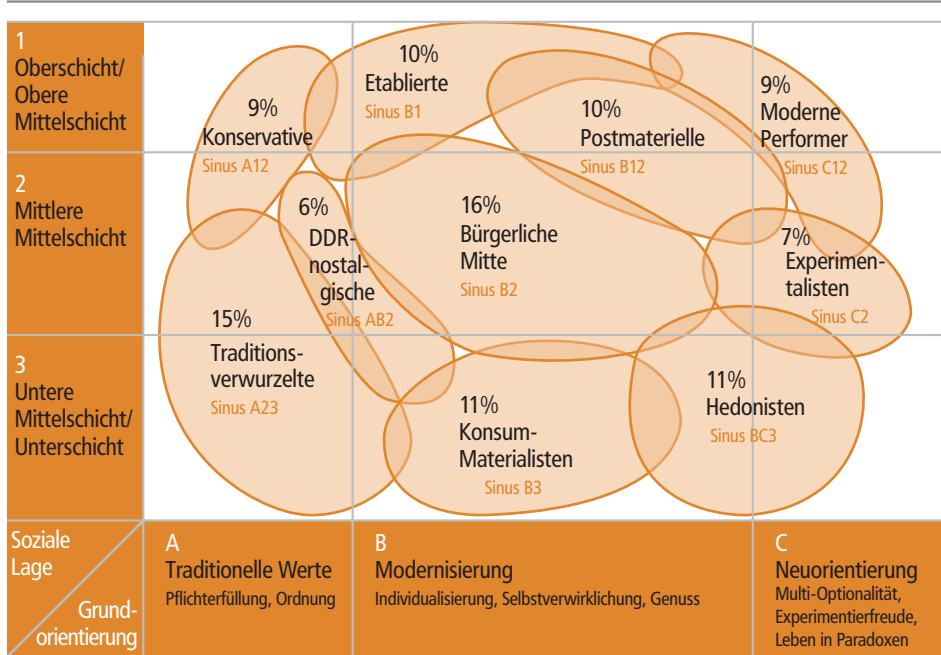 1
Oberschicht/
Obere
Mittelschicht
2
Mittlere
Mittelschicht
3
Untere
Mittelschicht/
Unterschicht
9%
Konservative
Sinus A12
10%
Etablierte
Sinus B1
10%
Postmaterielle
Sinus B12
9%
Moderne
Performer
Sinus C12
6%
DDR-
nostal-
gische
Sinus AB2
16%
Bürgerliche
Mitte
Sinus B2
7%
Experimen-
talisten
Sinus C2
15%
Traditions-
verwurzelte
Sinus A23
11%
Konsum-
Materialisten
Sinus B3
11%
Hedonisten
Sinus BC3
Soziale
Lage
Grund-
orientierung
A
Traditionelle Werte
Pflichterfüllung, Ordnung
B
Modernisierung
Individualisierung, Selbstverwirklichung, Genuss
C
Neuorientierung
Multi-Optionalität,
Experimentierfreude,
Leben in Paradoxen